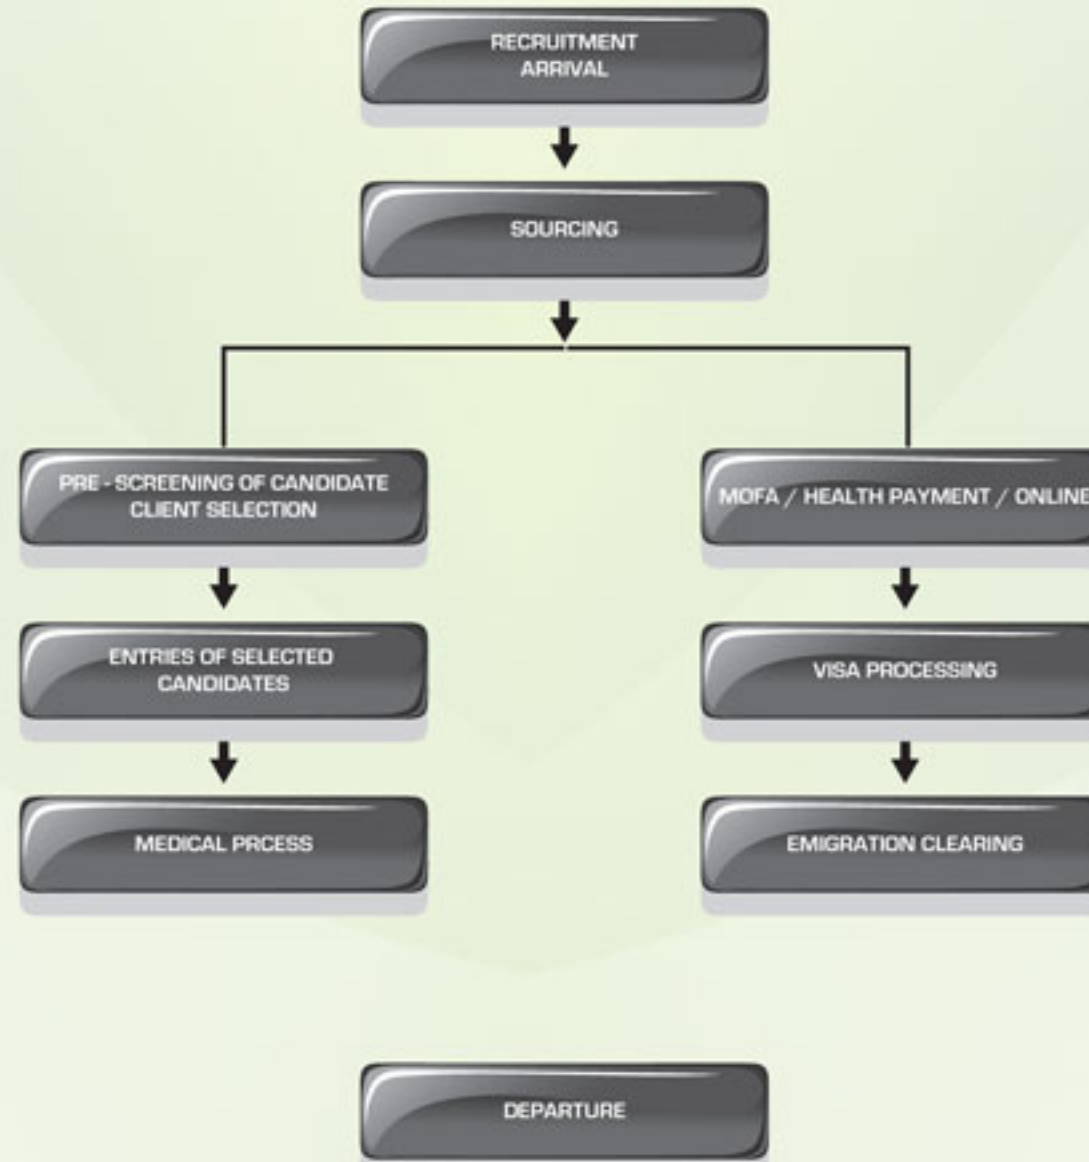 RECRUITMENT
ARRIVAL
SOURCING
PRE - SCREENING OF CANDIDATE
CLIENT SELECTION
ENTRIES OF SELECTED
CANDIDATES
MEDICAL PRCESS
MOFA / HEALTH PAYMENT / ONLINE
VISA PROCESSING
EMIGRATION CLEARING
DEPARTURE